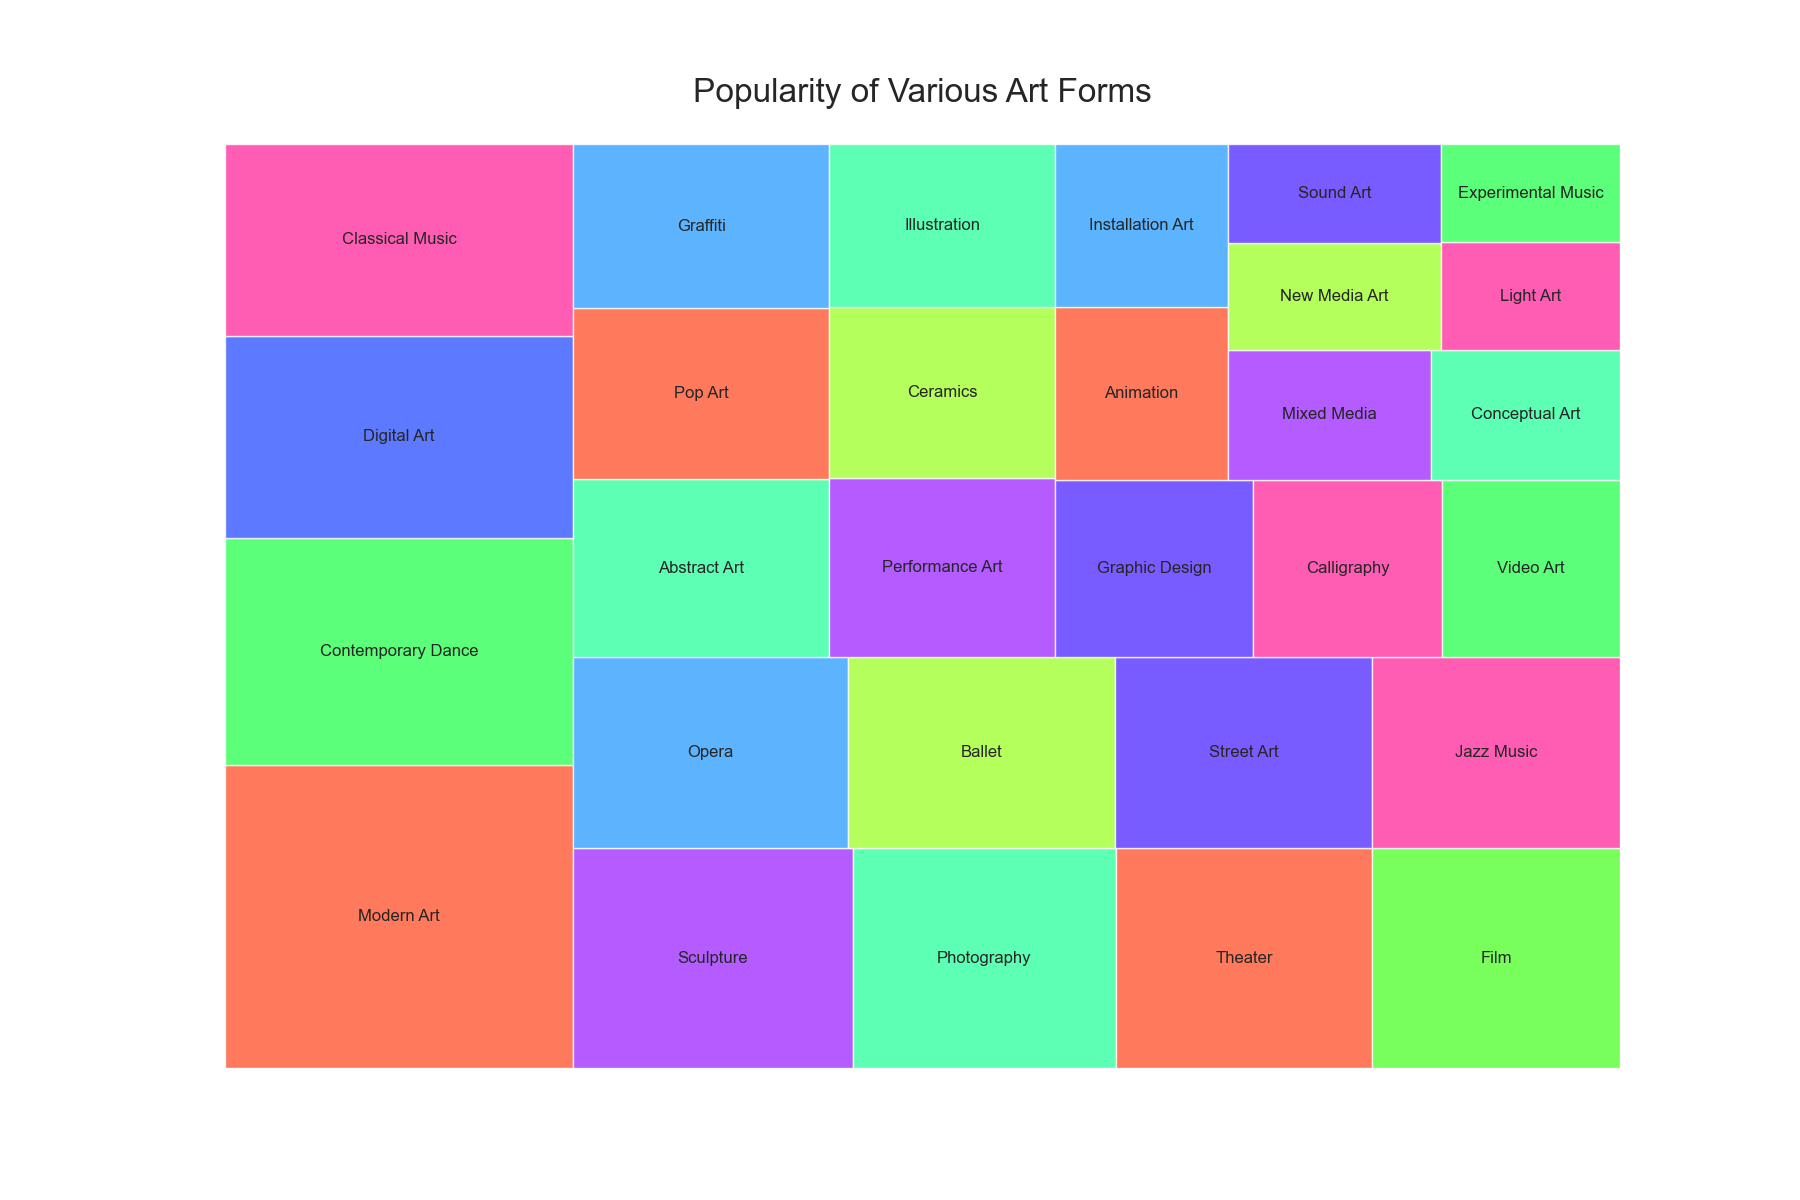 Popularity of Various Art Forms
Classical Music
Graffiti
Illustration
Installation Art
Sound Art
Experimental Music
New Media Art
Light Art
Digital Art
Pop Art
Ceramics
Animation
Mixed Media
Conceptual Art
Contemporary Dance
Abstract Art
Performance Art
Graphic Design
Calligraphy
Video Art
Opera
Ballet
Street Art
Jazz Music
Modern Art
Sculpture
Photography
Theater
Film